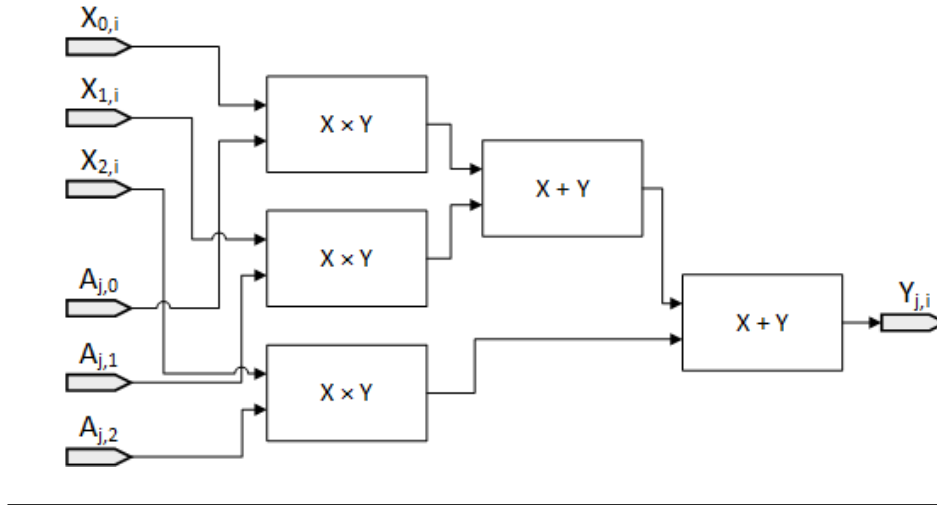 X0,i
X1,i
X2,i
Aj,0
Aj,1
Aj,2
X × Y
X × Y
X × Y
X + Y
X + Y
Yj,i